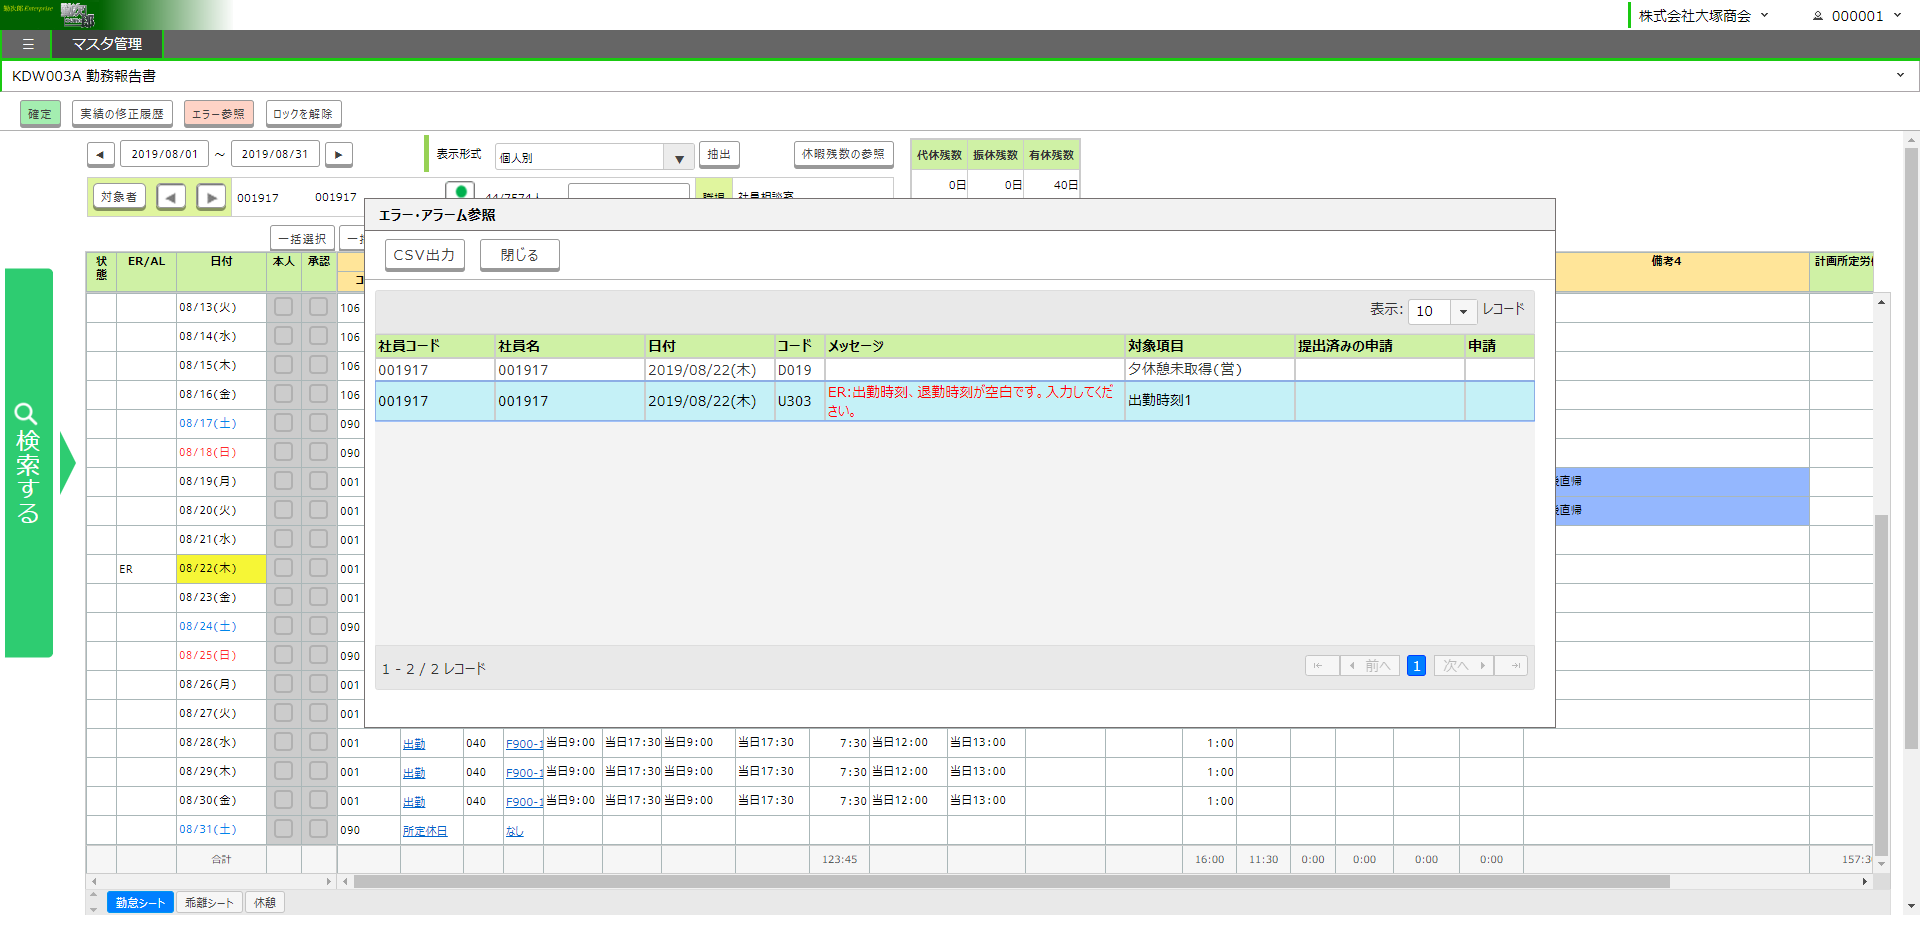 勤次郎Enterprise
株式会社大塚商会
000001
マスタ管理
KDW003A 勤務報告書
確定 実績の修正履歴 エラー参照 ロックを解除
2019/08/01 ～ 2019/08/31
表示形式 個人別 抽出 休暇残数の参照
代休残数 振休残数 有休残数
0日 0日 40日
対象者 001917 001917
一括選択
エラー・アラーム参照
CSV出力 閉じる
表示: 10 レコード
社員コード 社員名 日付 コード メッセージ 対象項目 提出済みの申請 申請
001917 001917 2019/08/22(木) D019 夕休憩未取得(営)
001917 001917 2019/08/22(木) U303 ER:出勤時刻、退勤時刻が空白です。入力してくだ
さい。 出勤時刻1
1 - 2 / 2 レコード
前へ 1 次へ
検索する
状態 ER/AL 日付 本人 承認 備考4
08/13(火) 106
08/14(水) 106
08/15(木) 106
08/16(金) 106
08/17(土) 090
08/18(日) 090
08/19(月) 001 直帰
08/20(火) 001 直帰
08/21(水) 001
ER 08/22(木) 001
08/23(金) 001
08/24(土) 090
08/25(日) 090
08/26(月) 001
08/27(火) 001
08/28(水) 001 出勤 040 F900-1 当日9:00 当日17:30 当日9:00 当日17:30 7:30 当日12:00 当日13:00 1:00
08/29(木) 001 出勤 040 F900-1 当日9:00 当日17:30 当日9:00 当日17:30 7:30 当日12:00 当日13:00 1:00
08/30(金) 001 出勤 040 F900-1 当日9:00 当日17:30 当日9:00 当日17:30 7:30 当日12:00 当日13:00 1:00
08/31(土) 090 所定休日 なし
合計 123:45 16:00 11:30 0:00 0:00 0:00 0:00 157:3
勤怠シート 乖離シート 休憩